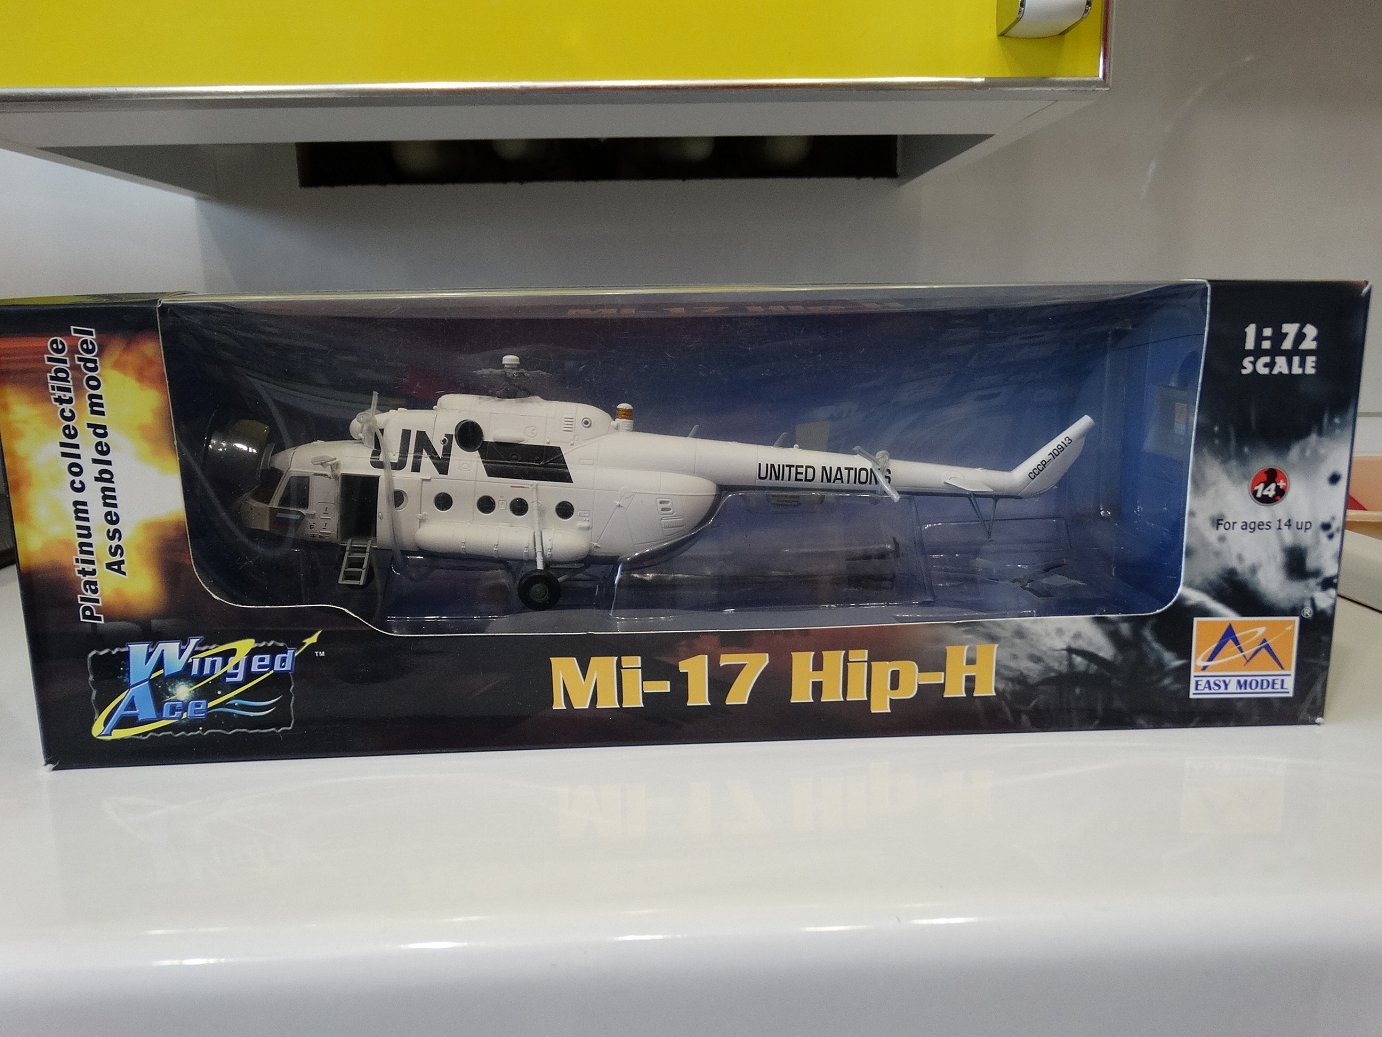 Platinum collectible
Assembled model
1:72
SCALE
UN
UNITED NATIONS
CCCP-70913
14+
For ages 14 up
Winged
Ace
TM
Mi-17 Hip-H
®
EASY MODEL